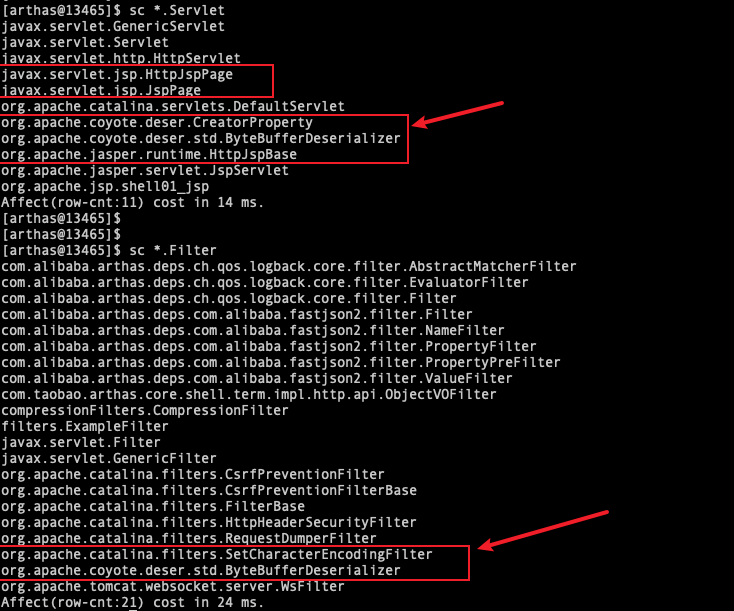 [arthas@13465]$ sc *.Servlet
javax.servlet.GenericServlet
javax.servlet.Servlet
javax.servlet.http.HttpServlet
javax.servlet.jsp.HttpJspPage
javax.servlet.jsp.JspPage
org.apache.catalina.servlets.DefaultServlet
org.apache.coyote.deser.CreatorProperty
org.apache.coyote.deser.std.ByteBufferDeserializer
org.apache.jasper.runtime.HttpJspBase
org.apache.jasper.servlet.JspServlet
org.apache.jsp.shell01_jsp
Affect(row-cnt:11) cost in 14 ms.
[arthas@13465]$
[arthas@13465]$
[arthas@13465]$ sc *.Filter
com.alibaba.arthas.deps.ch.qos.logback.core.filter.AbstractMatcherFilter
com.alibaba.arthas.deps.ch.qos.logback.core.filter.EvaluatorFilter
com.alibaba.arthas.deps.ch.qos.logback.core.filter.Filter
com.alibaba.arthas.deps.com.alibaba.fastjson2.filter.Filter
com.alibaba.arthas.deps.com.alibaba.fastjson2.filter.NameFilter
com.alibaba.arthas.deps.com.alibaba.fastjson2.filter.PropertyFilter
com.alibaba.arthas.deps.com.alibaba.fastjson2.filter.PropertyPreFilter
com.alibaba.arthas.deps.com.alibaba.fastjson2.filter.ValueFilter
com.taobao.arthas.core.shell.term.impl.http.api.ObjectVOFilter
compressionFilters.CompressionFilter
filters.ExampleFilter
javax.servlet.Filter
javax.servlet.GenericFilter
org.apache.catalina.filters.CsrfPreventionFilter
org.apache.catalina.filters.CsrfPreventionFilterBase
org.apache.catalina.filters.FilterBase
org.apache.catalina.filters.HttpHeaderSecurityFilter
org.apache.catalina.filters.RequestDumperFilter
org.apache.catalina.filters.SetCharacterEncodingFilter
org.apache.coyote.deser.std.ByteBufferDeserializer
org.apache.tomcat.websocket.server.WsFilter
Affect(row-cnt:21) cost in 24 ms.